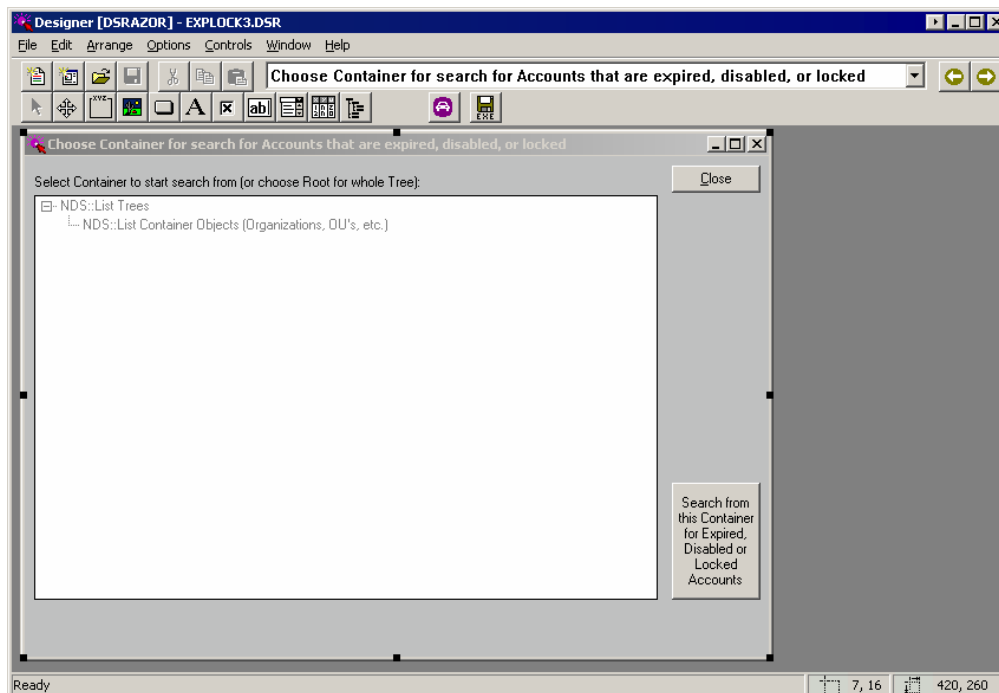 Designer [DSRAZOR] - EXPLOCK3.DSR
File Edit Arrange Options Controls Window Help
Choose Container for search for Accounts that are expired, disabled, or locked
XYZ
A
ab
EXE
Choose Container for search for Accounts that are expired, disabled, or locked
Select Container to start search from (or choose Root for whole Tree):
Close
NDS::List Trees
NDS::List Container Objects (Organizations, OU's, etc.)
Search from
this Container
for Expired,
Disabled or
Locked
Accounts
Ready
7, 16
420, 260